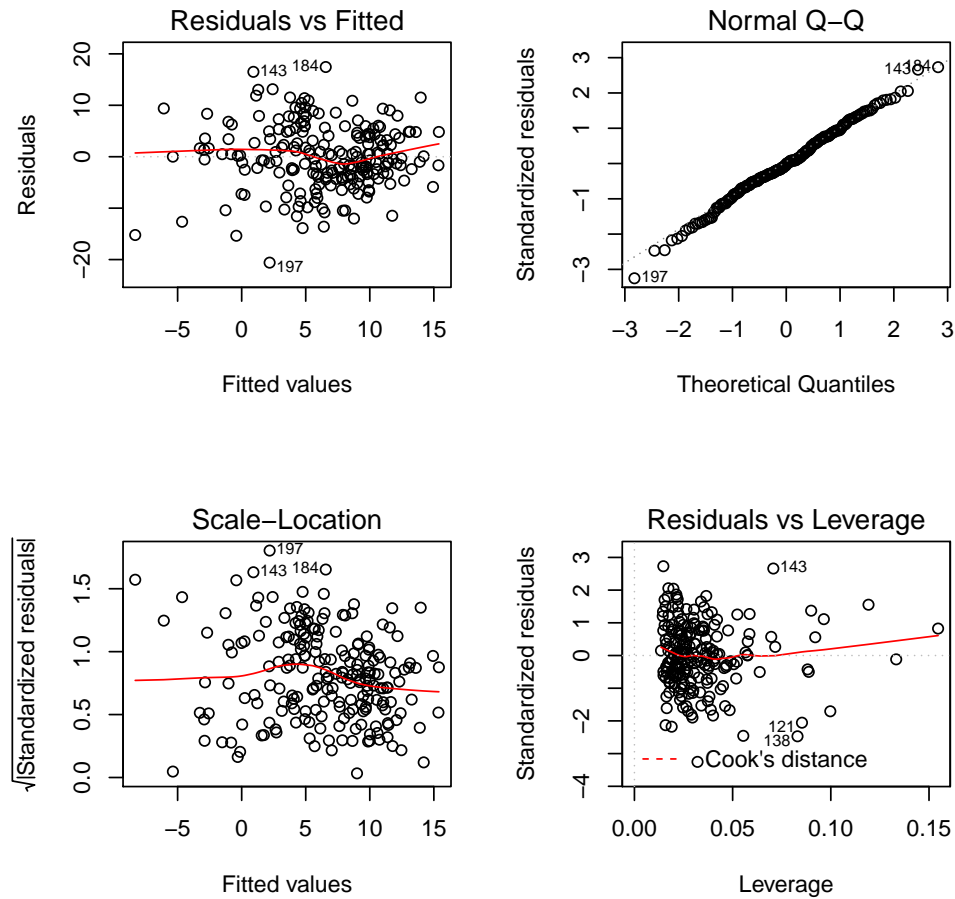 Residuals vs Fitted
20
10
0
−20
Residuals
143
184
197
−5 0 5 10 15
Fitted values
Normal Q−Q
3
2
1
−1
−3
Standardized residuals
143
184
197
−3 −2 −1 0 1 2 3
Theoretical Quantiles
Scale−Location
1.5
1.0
0.5
0.0
√|Standardized residuals|
197
143
184
−5 0 5 10 15
Fitted values
Residuals vs Leverage
3
2
1
0
−2
−4
Standardized residuals
143
121
138
Cook's distance
0.00 0.05 0.10 0.15
Leverage